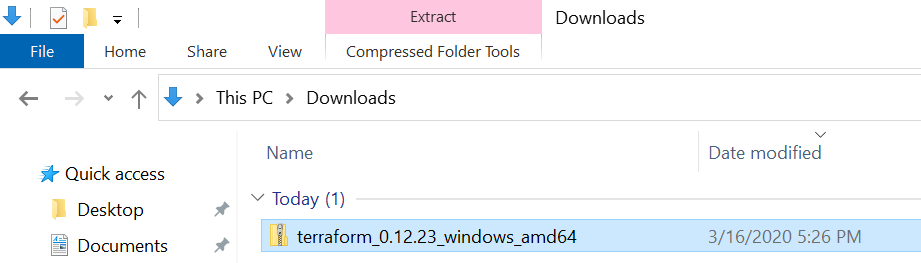 Extract
Downloads
File Home Share View Compressed Folder Tools
This PC Downloads
Name Date modified
Quick access
Today (1)
Desktop
terraform_0.12.23_windows_amd64 3/16/2020 5:26 PM
Documents